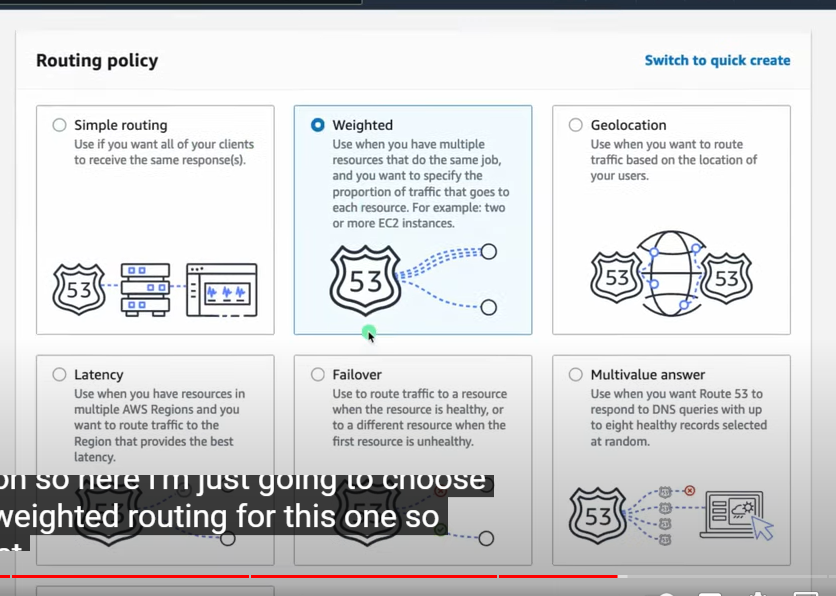 Routing policy
Switch to quick create
Simple routing
Use if you want all of your clients
to receive the same response(s).
Weighted
Use when you have multiple
resources that do the same job,
and you want to specify the
proportion of traffic that goes to
each resource. For example: two
or more EC2 instances.
Geolocation
Use when you want to route
traffic based on the location of
your users.
53
53
53
53
Latency
Use when you have resources in
multiple AWS Regions and you
want to route traffic to the
Region that provides the best
latency.
Failover
Use to route traffic to a resource
when the resource is healthy, or
to a different resource when the
first resource is unhealthy.
Multivalue answer
Use when you want Route 53 to
respond to DNS queries with up
to eight healthy records selected
at random.
53
so here I'm just going to choose
weighted routing for this one so